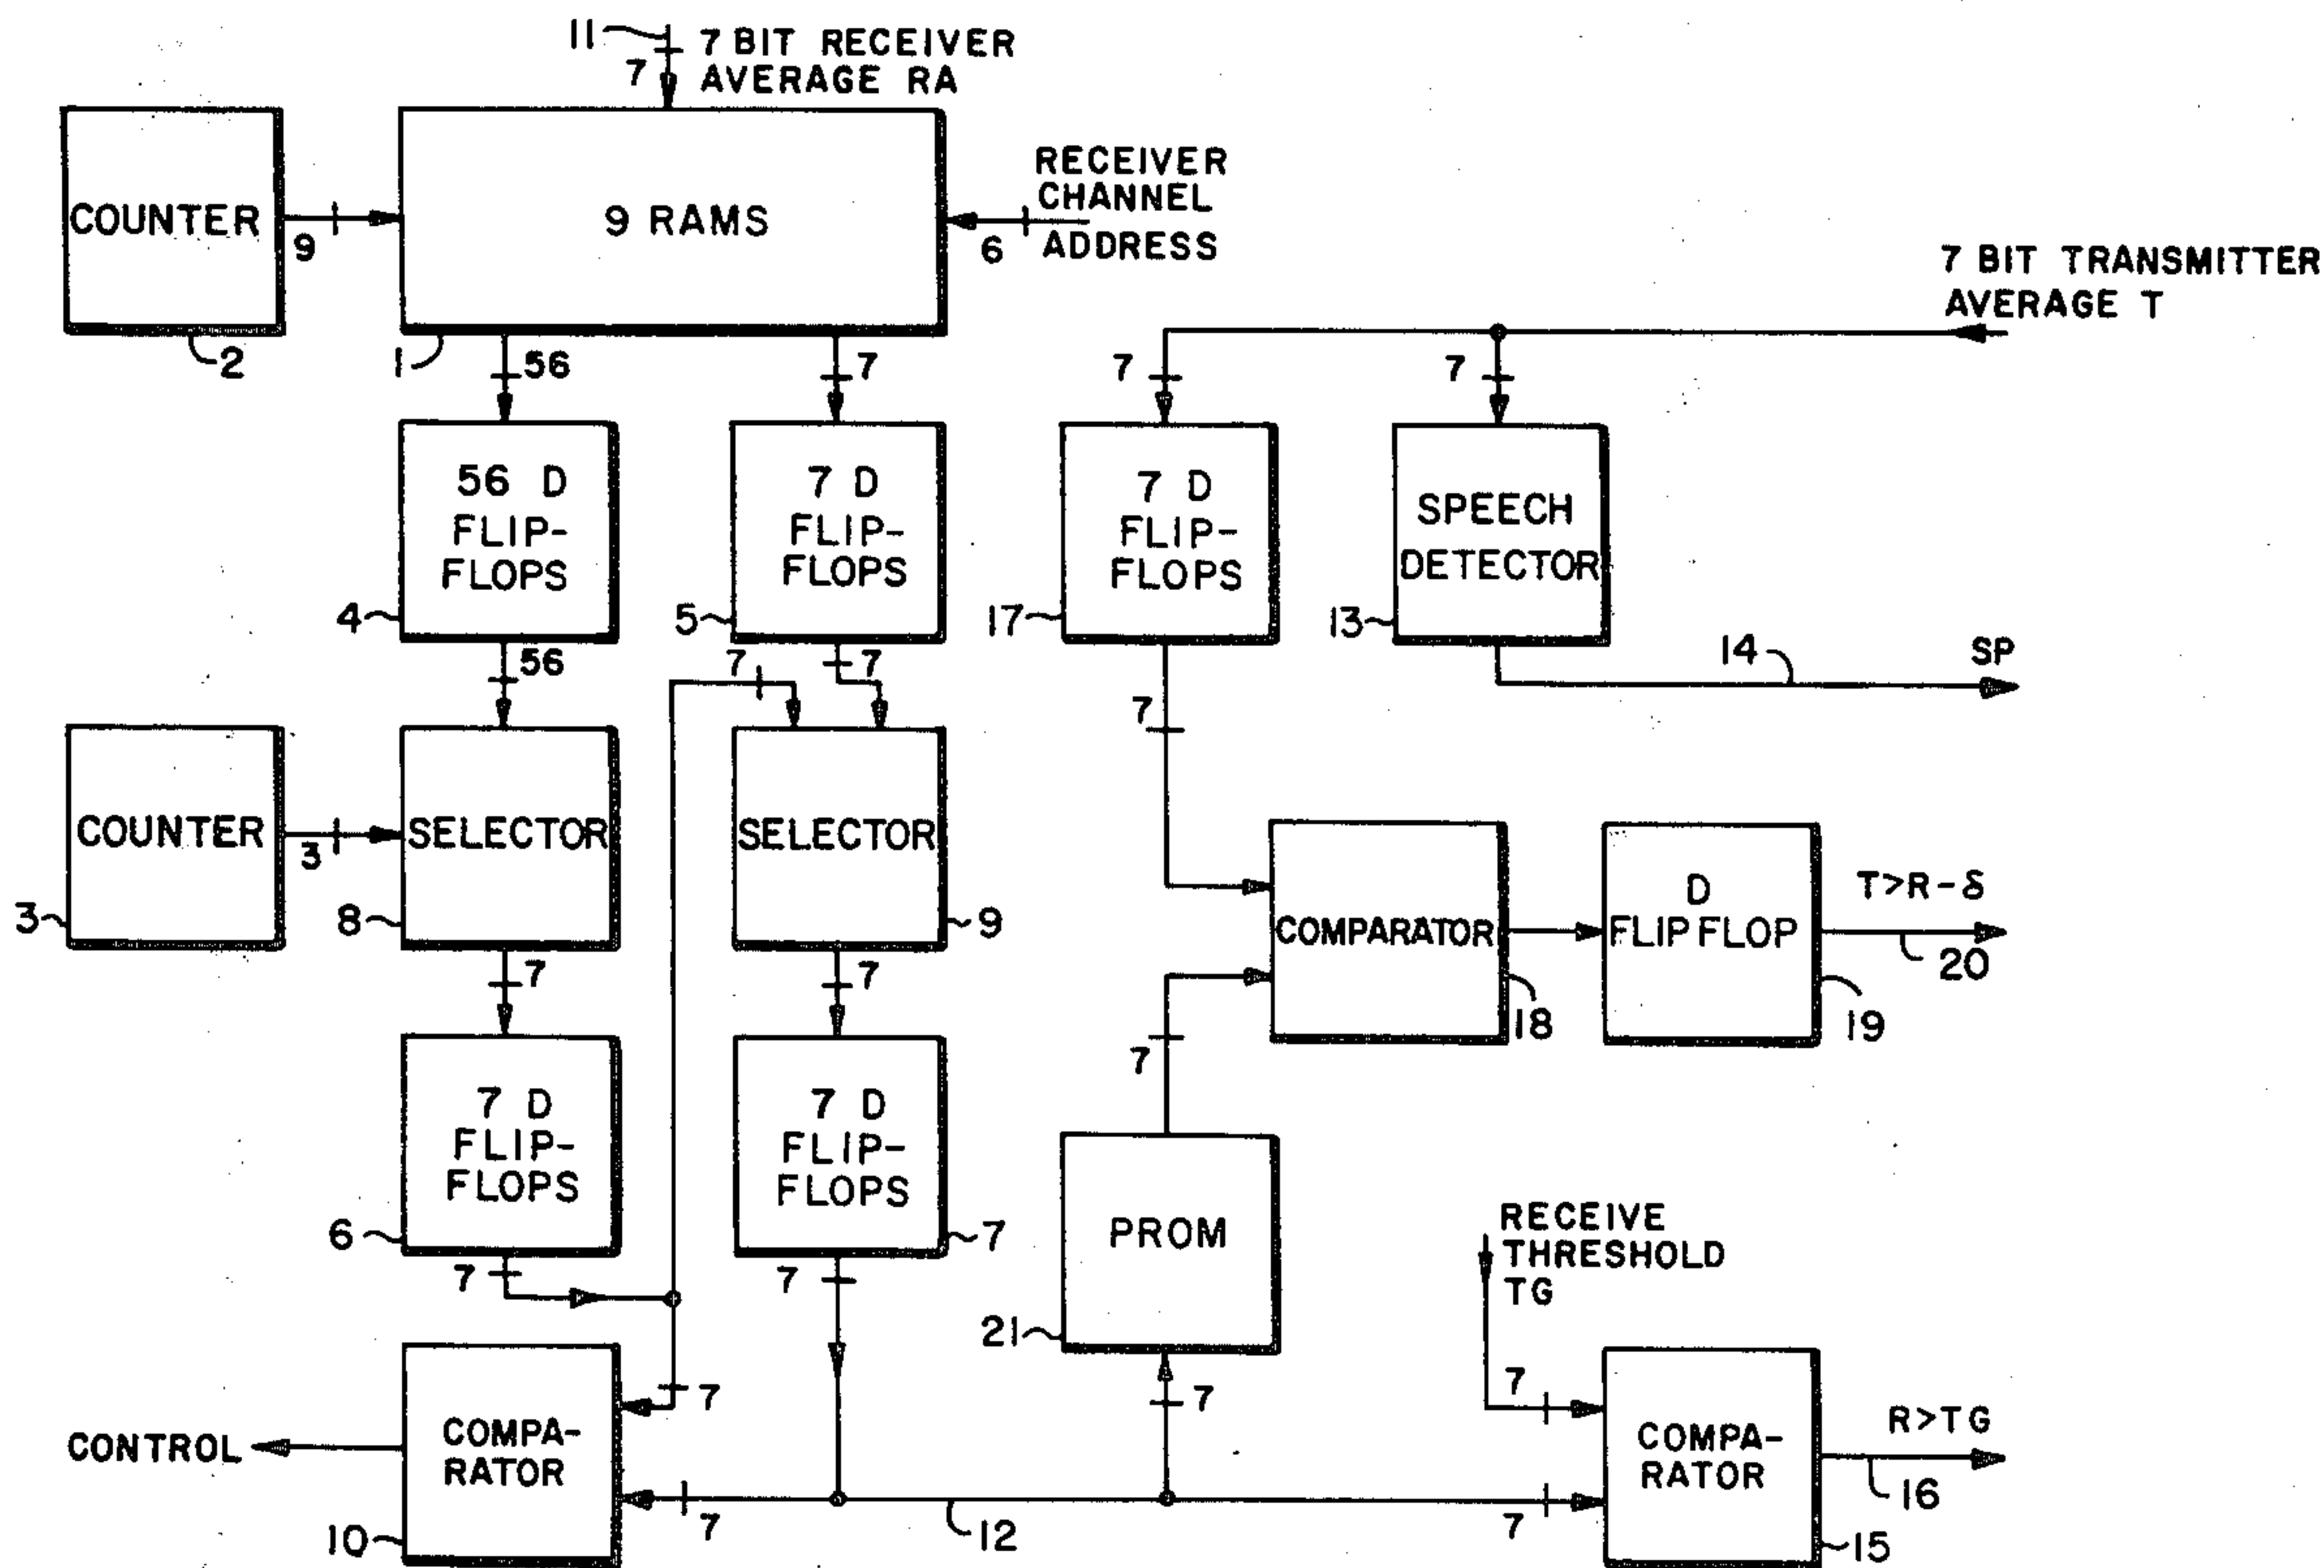 11
7 BIT RECEIVER
AVERAGE RA
7
COUNTER
2
9
9 RAMS
1
RECEIVER
CHANNEL
ADDRESS
6
7 BIT TRANSMITTER
AVERAGE T
56
7
7
7
56 D
FLIP-
FLOPS
4
7 D
FLIP-
FLOPS
5
7 D
FLIP-
FLOPS
17
SPEECH
DETECTOR
13
14
SP
56
7
7
7
COUNTER
3
3
SELECTOR
8
SELECTOR
9
COMPARATOR
18
D
FLIP FLOP
19
T>R-δ
20
7
7
7
7 D
FLIP-
FLOPS
6
7 D
FLIP-
FLOPS
7
PROM
21
RECEIVE
THRESHOLD
TG
7
7
7
7
7
CONTROL
COMPA-
RATOR
10
7
12
7
COMPA-
RATOR
15
R>TG
16